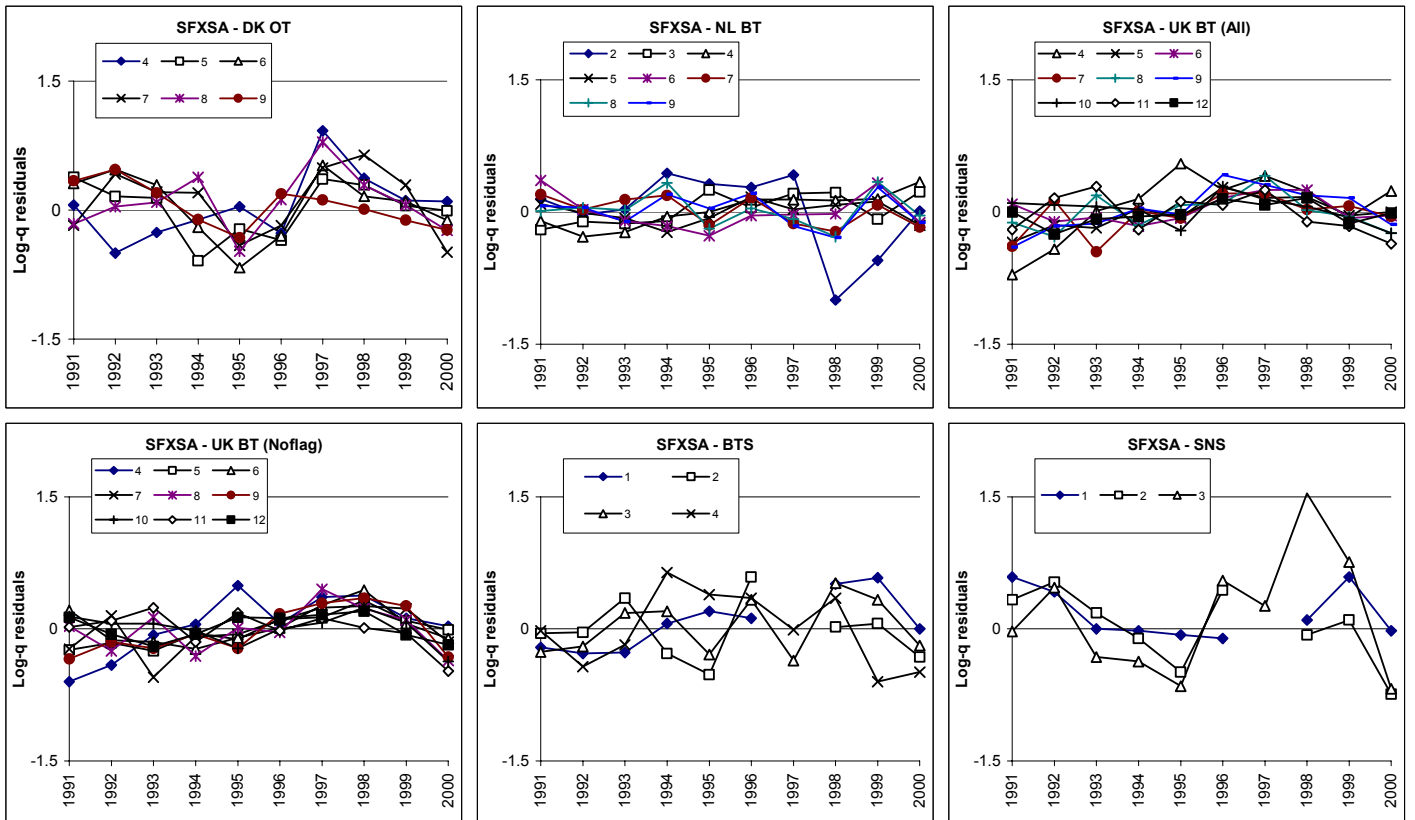 SFXSA - DK OT
4 5 6
7 8 9
1.5
0
-1.5
Log-q residuals
1991 1992 1993 1994 1995 1996 1997 1998 1999 2000
SFXSA - NL BT
2 3 4
5 6 7
8 9
1.5
0
-1.5
Log-q residuals
1991 1992 1993 1994 1995 1996 1997 1998 1999 2000
SFXSA - UK BT (All)
4 5 6
7 8 9
10 11 12
1.5
0
-1.5
Log-q residuals
1991 1992 1993 1994 1995 1996 1997 1998 1999 2000
SFXSA - UK BT (Noflag)
4 5 6
7 8 9
10 11 12
1.5
0
-1.5
Log-q residuals
1991 1992 1993 1994 1995 1996 1997 1998 1999 2000
SFXSA - BTS
1 2
3 4
1.5
0
-1.5
Log-q residuals
1991 1992 1993 1994 1995 1996 1997 1998 1999 2000
SFXSA - SNS
1 2 3
1.5
0
-1.5
Log-q residuals
1991 1992 1993 1994 1995 1996 1997 1998 1999 2000